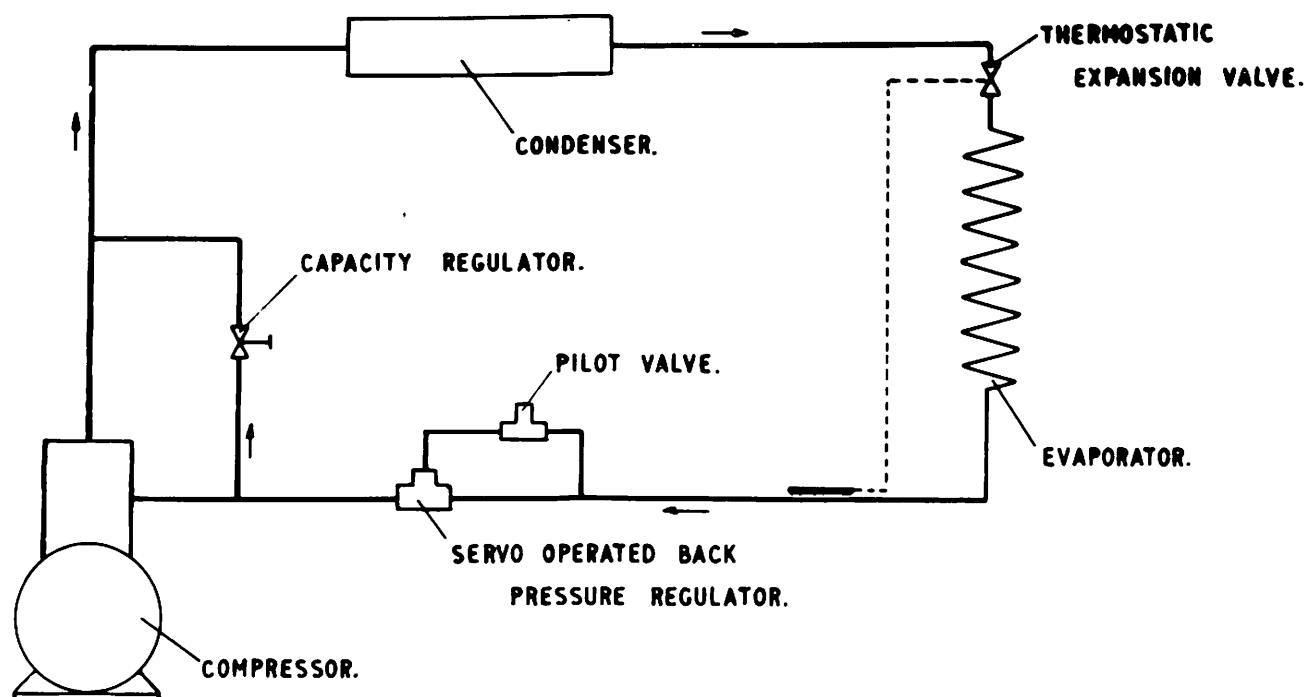 THERMOSTATIC
EXPANSION VALVE.
CONDENSER.
CAPACITY REGULATOR.
PILOT VALVE.
EVAPORATOR.
SERVO OPERATED BACK
PRESSURE REGULATOR.
COMPRESSOR.